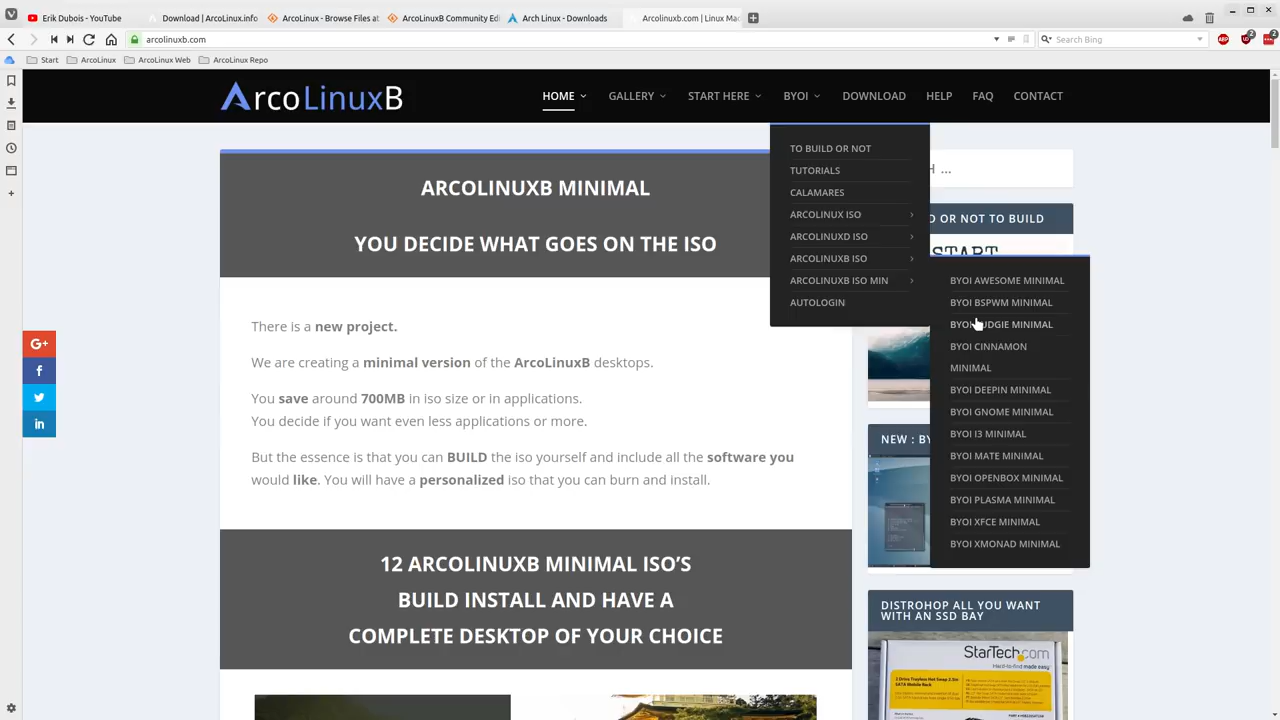 Erik Dubois - YouTube
Download | ArcoLinux.info
ArcoLinux - Browse Files at
ArcoLinuxB Community Edi
Arch Linux - Downloads
Arcolinuxb.com | Linux Mac
arcolinuxb.com
Search Bing
ABP
2
2
Start
ArcoLinux
ArcoLinux Web
ArcoLinux Repo
ArcoLinuxB
HOME
GALLERY
START HERE
BYOI
DOWNLOAD
HELP
FAQ
CONTACT
TO BUILD OR NOT
TUTORIALS
CALAMARES
ARCOLINUX ISO
ARCOLINUXD ISO
ARCOLINUXB ISO
ARCOLINUXB ISO MIN
AUTOLOGIN
BYOI AWESOME MINIMAL
BYOI BSPWM MINIMAL
BYOI BUDGIE MINIMAL
BYOI CINNAMON
MINIMAL
BYOI DEEPIN MINIMAL
BYOI GNOME MINIMAL
BYOI I3 MINIMAL
BYOI MATE MINIMAL
BYOI OPENBOX MINIMAL
BYOI PLASMA MINIMAL
BYOI XFCE MINIMAL
BYOI XMONAD MINIMAL
ARCOLINUXB MINIMAL
YOU DECIDE WHAT GOES ON THE ISO
There is a new project.
We are creating a minimal version of the ArcoLinuxB desktops.
You save around 700MB in iso size or in applications.
You decide if you want even less applications or more.
But the essence is that you can BUILD the iso yourself and include all the software you
would like. You will have a personalized iso that you can burn and install.
12 ARCOLINUXB MINIMAL ISO'S
BUILD INSTALL AND HAVE A
COMPLETE DESKTOP OF YOUR CHOICE
H ...
D OR NOT TO BUILD
START
NEW : BY
DISTROHOP ALL YOU WANT
WITH AN SSD BAY
StarTech.com
Hard-to-find made easy
G+